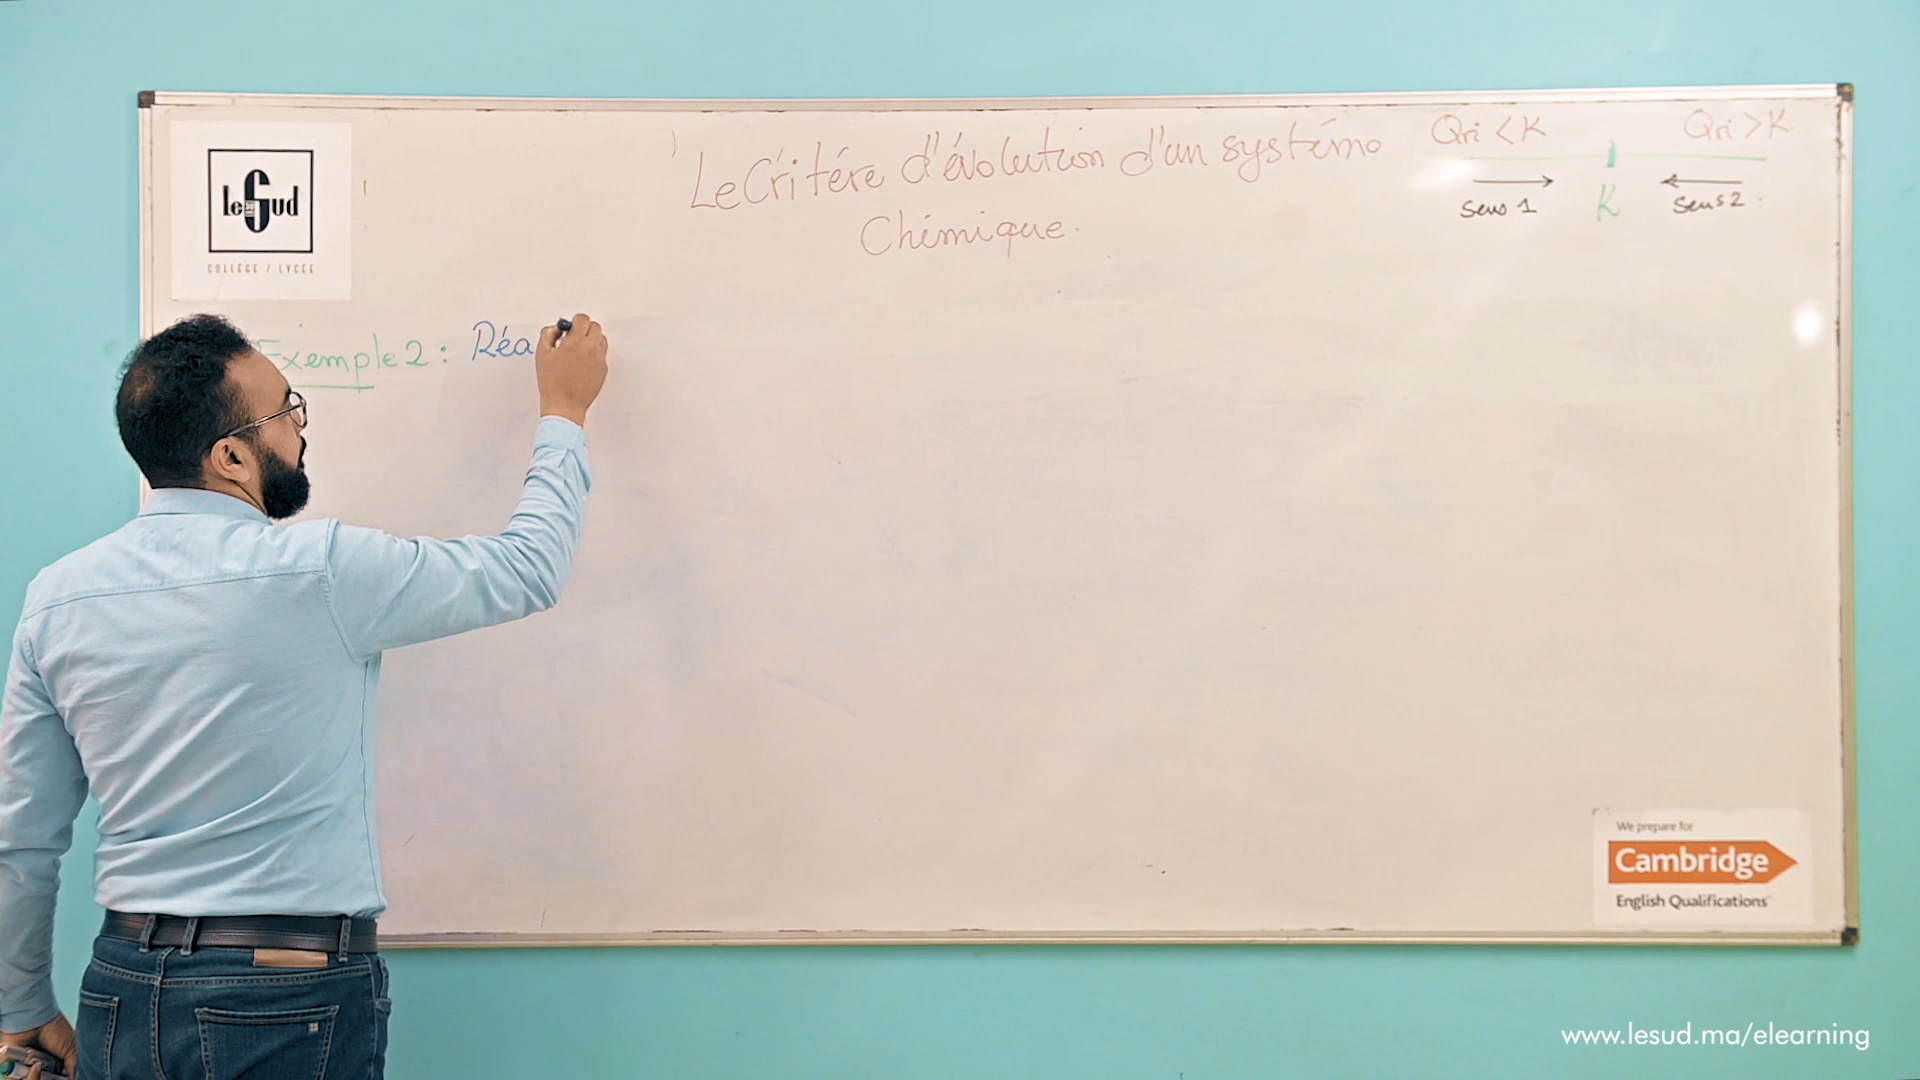 Le Critére d'évolution d'un systémo
Chimique.
Qri < K
Qri > K
Sens 1
K
Sens 2
Le Sud
COLLÈGE / LYCÉE
Exemple 2 : Réa
We prepare for
Cambridge
English Qualifications
www.lesud.ma/elearning